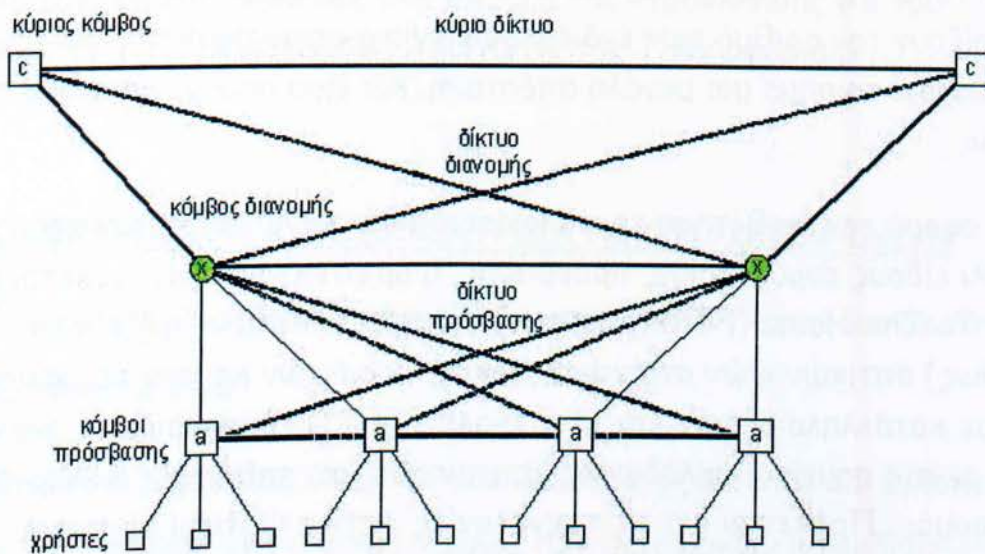 κύριος κόμβος
κύριο δίκτυο
c
c
δίκτυο
διανομής
κόμβος διανομής
X
X
δίκτυο
πρόσβασης
κόμβοι
πρόσβασης
a
a
a
a
χρήστες